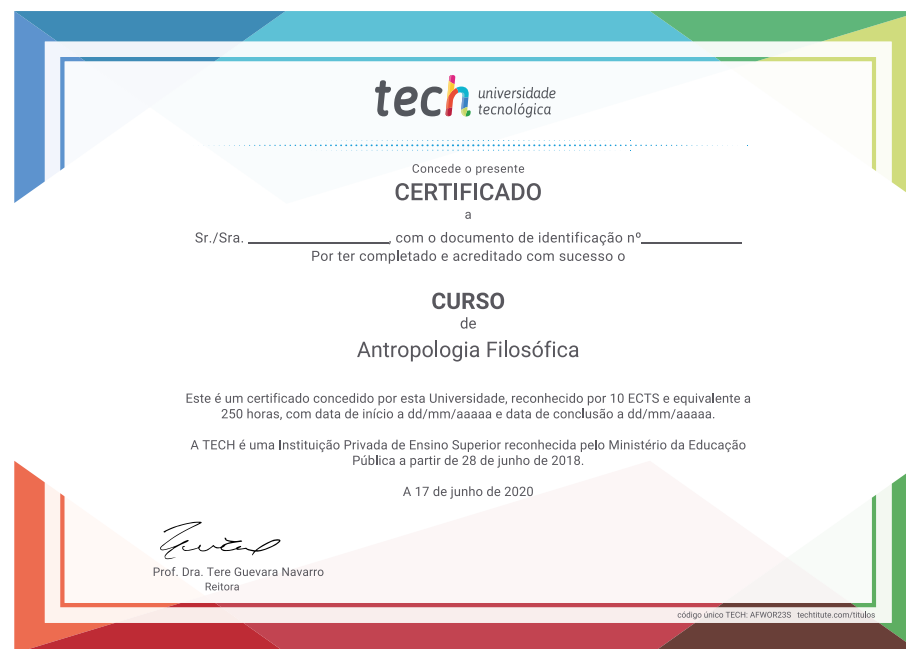 tech universidade
tecnológica
Concede o presente
CERTIFICADO
a
Sr./Sra. ________________, com o documento de identificação nº____________
Por ter completado e acreditado com sucesso o
CURSO
de
Antropologia Filosófica
Este é um certificado concedido por esta Universidade, reconhecido por 10 ECTS e equivalente a
250 horas, com data de início a dd/mm/aaaaa e data de conclusão a dd/mm/aaaaa.
A TECH é uma Instituição Privada de Ensino Superior reconhecida pelo Ministério da Educação
Pública a partir de 28 de junho de 2018.
A 17 de junho de 2020
Prof. Dra. Tere Guevara Navarro
Reitora
código único TECH: AFWOR23S techtitute.com/titulos